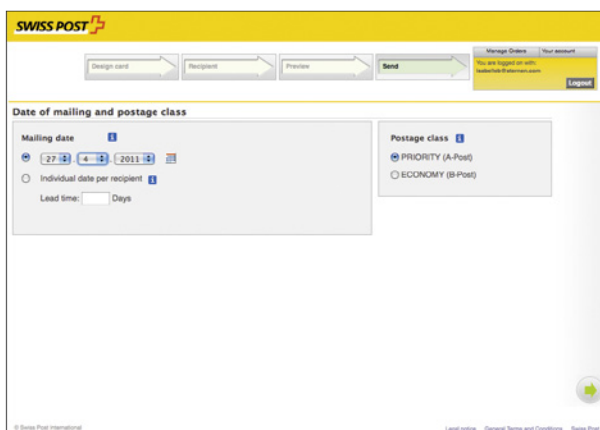 SWISS POST
Manage Orders Your account
Design card Recipient Preview Send
You are logged on with:
Logout
Date of mailing and postage class
Mailing date i
27 . 4 . 2011
Individual date per recipient i
Lead time: Days
Postage class i
PRIORITY (A-Post)
ECONOMY (B-Post)
© Swiss Post International
Legal notice General Terms and Conditions Swiss Post